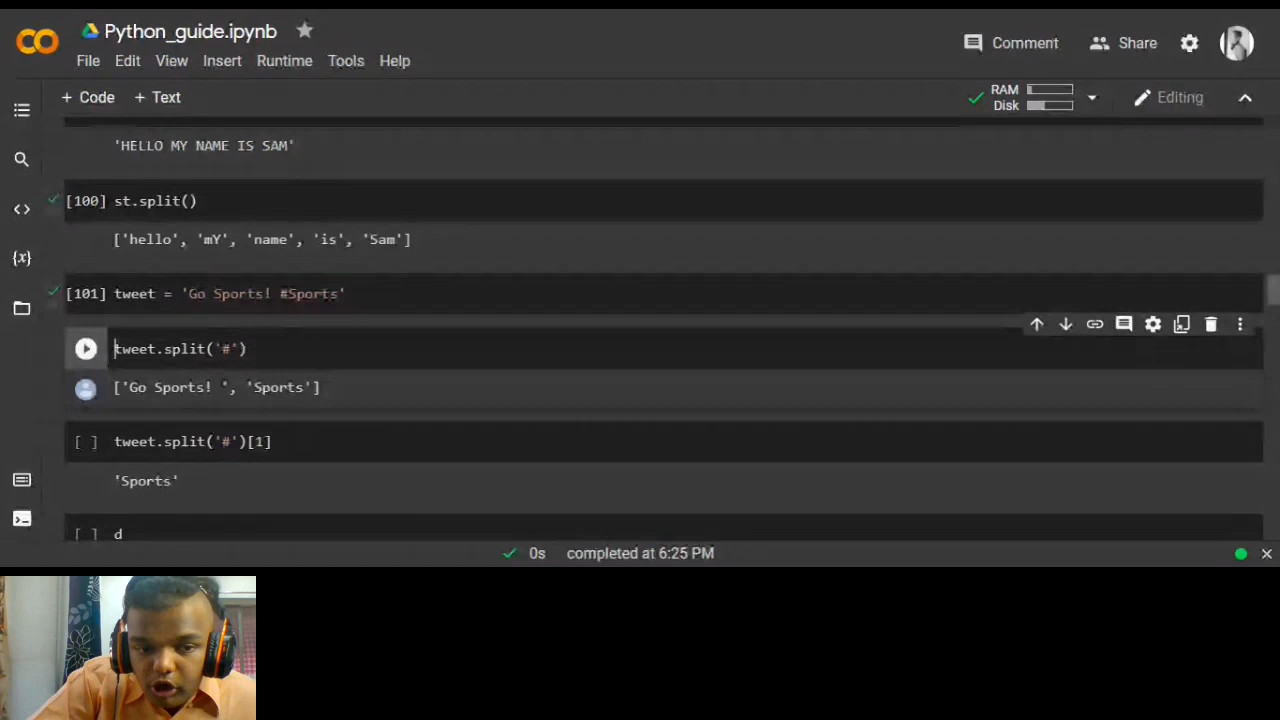 CO
Python_guide.ipynb
File Edit View Insert Runtime Tools Help
Comment Share
+ Code + Text
RAM
Disk
Editing
'HELLO MY NAME IS SAM'
[100] st.split()
['hello', 'mY', 'name', 'is', 'Sam']
[101] tweet = 'Go Sports! #Sports'
tweet.split('#')
['Go Sports! ', 'Sports']
[ ] tweet.split('#')[1]
'Sports'
[ ] d
{x}
0s completed at 6:25 PM